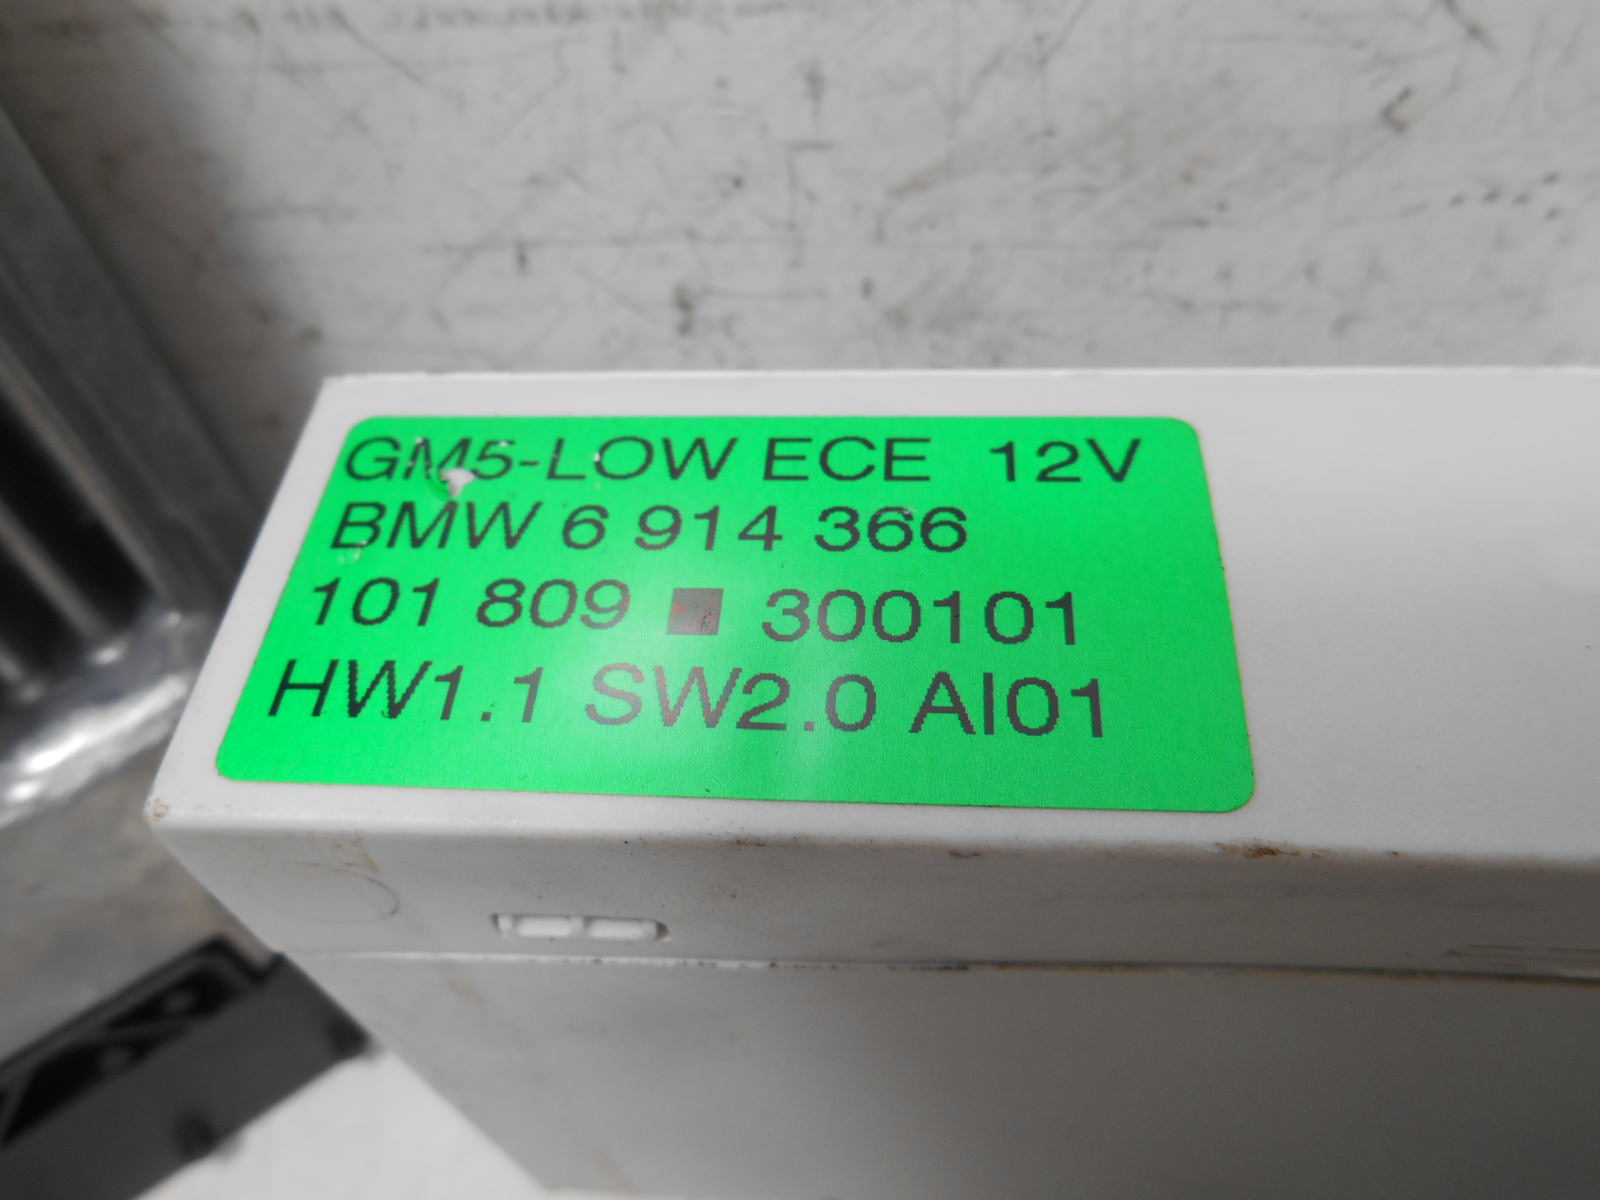 GM5-LOW ECE 12V
BMW 6 914 366
101 809 ■ 300101
HW1.1 SW2.0 AI01